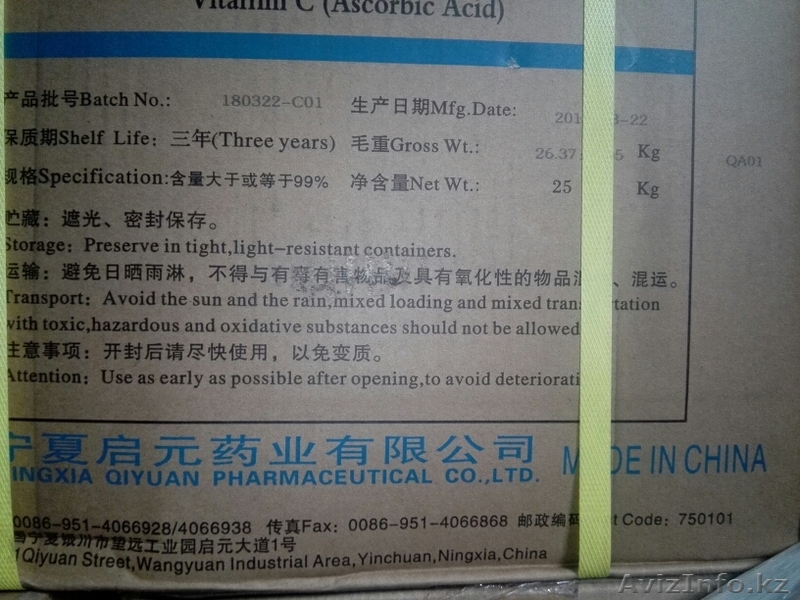 Vitamin C (Ascorbic Acid)
产品批号Batch No.: 180322-C01 生产日期Mfg.Date: 201 -22
保质期Shelf Life: 三年(Three years) 毛重Gross Wt.: 26.37 5 Kg
规格Specification:含量大于或等于99% 净含量Net Wt.: 25 Kg
QA01
贮藏: 遮光、密封保存。
Storage: Preserve in tight,light-resistant containers.
运输: 避免日晒雨淋，不得与有毒有害物品及具有氧化性的物品 、混运。
Transport: Avoid the sun and the rain,mixed loading and mixed tran rtation
with toxic,hazardous and oxidative substances should not be allowed
注意事项: 开封后请尽快使用，以免变质。
Attention: Use as early as possible after opening,to avoid deteriorati
宁夏启元药业有限公司
NINGXIA QIYUAN PHARMACEUTICAL CO.,LTD. M DE IN CHINA
0086-951-4066928/4066938 传真Fax: 0086-951-4066868 邮政编 t Code: 750101
宁夏银川市望远工业园启元大道1号
1Qiyuan Street,Wangyuan Industrial Area,Yinchuan,Ningxia,China
AvizInfo.kz